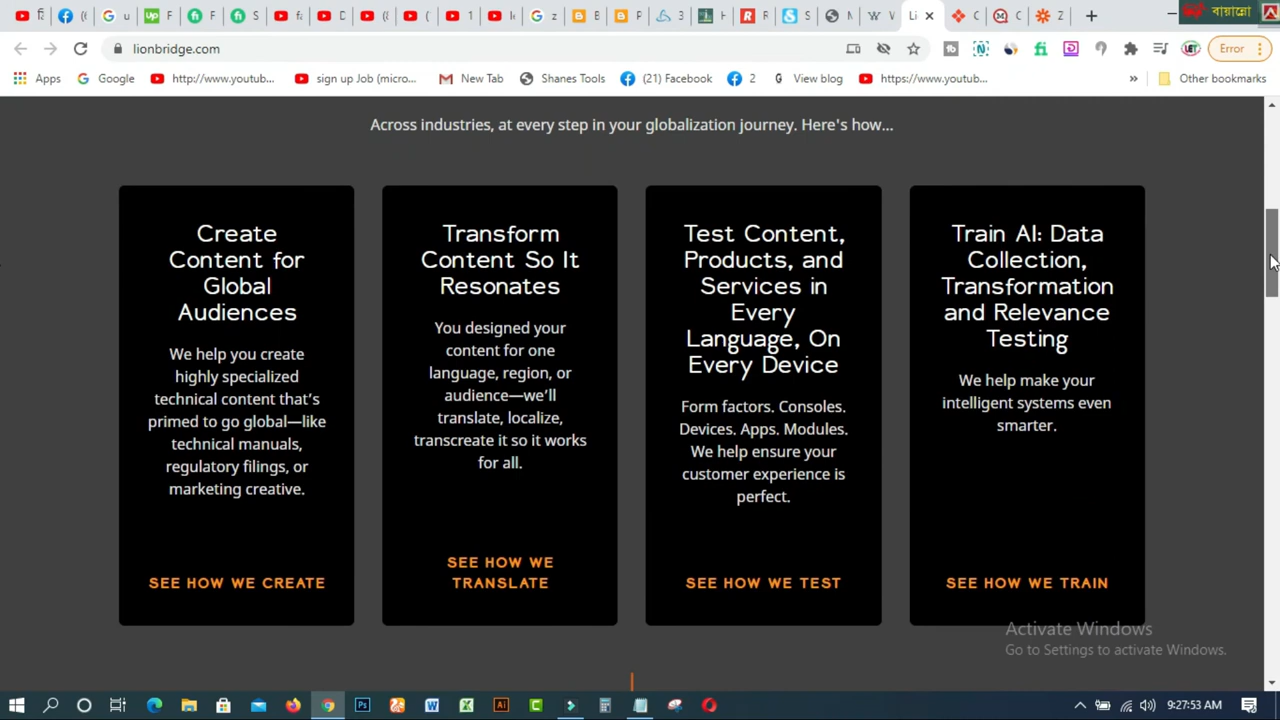 lionbridge.com
Error
Apps
Google
http://www.youtub...
sign up Job (micro...
New Tab
Shanes Tools
(21) Facebook
2
View blog
https://www.youtub...
»
Other bookmarks
বায়ান্নো
Across industries, at every step in your globalization journey. Here's how...
Create
Content for
Global
Audiences
We help you create
highly specialized
technical content that's
primed to go global—like
technical manuals,
regulatory filings, or
marketing creative.
SEE HOW WE CREATE
Transform
Content So It
Resonates
You designed your
content for one
language, region, or
audience—we'll
translate, localize,
transcreate it so it works
for all.
SEE HOW WE
TRANSLATE
Test Content,
Products, and
Services in
Every
Language, On
Every Device
Form factors. Consoles.
Devices. Apps. Modules.
We help ensure your
customer experience is
perfect.
SEE HOW WE TEST
Train AI: Data
Collection,
Transformation
and Relevance
Testing
We help make your
intelligent systems even
smarter.
SEE HOW WE TRAIN
Activate Windows
Go to Settings to activate Windows.
9:27:53 AM